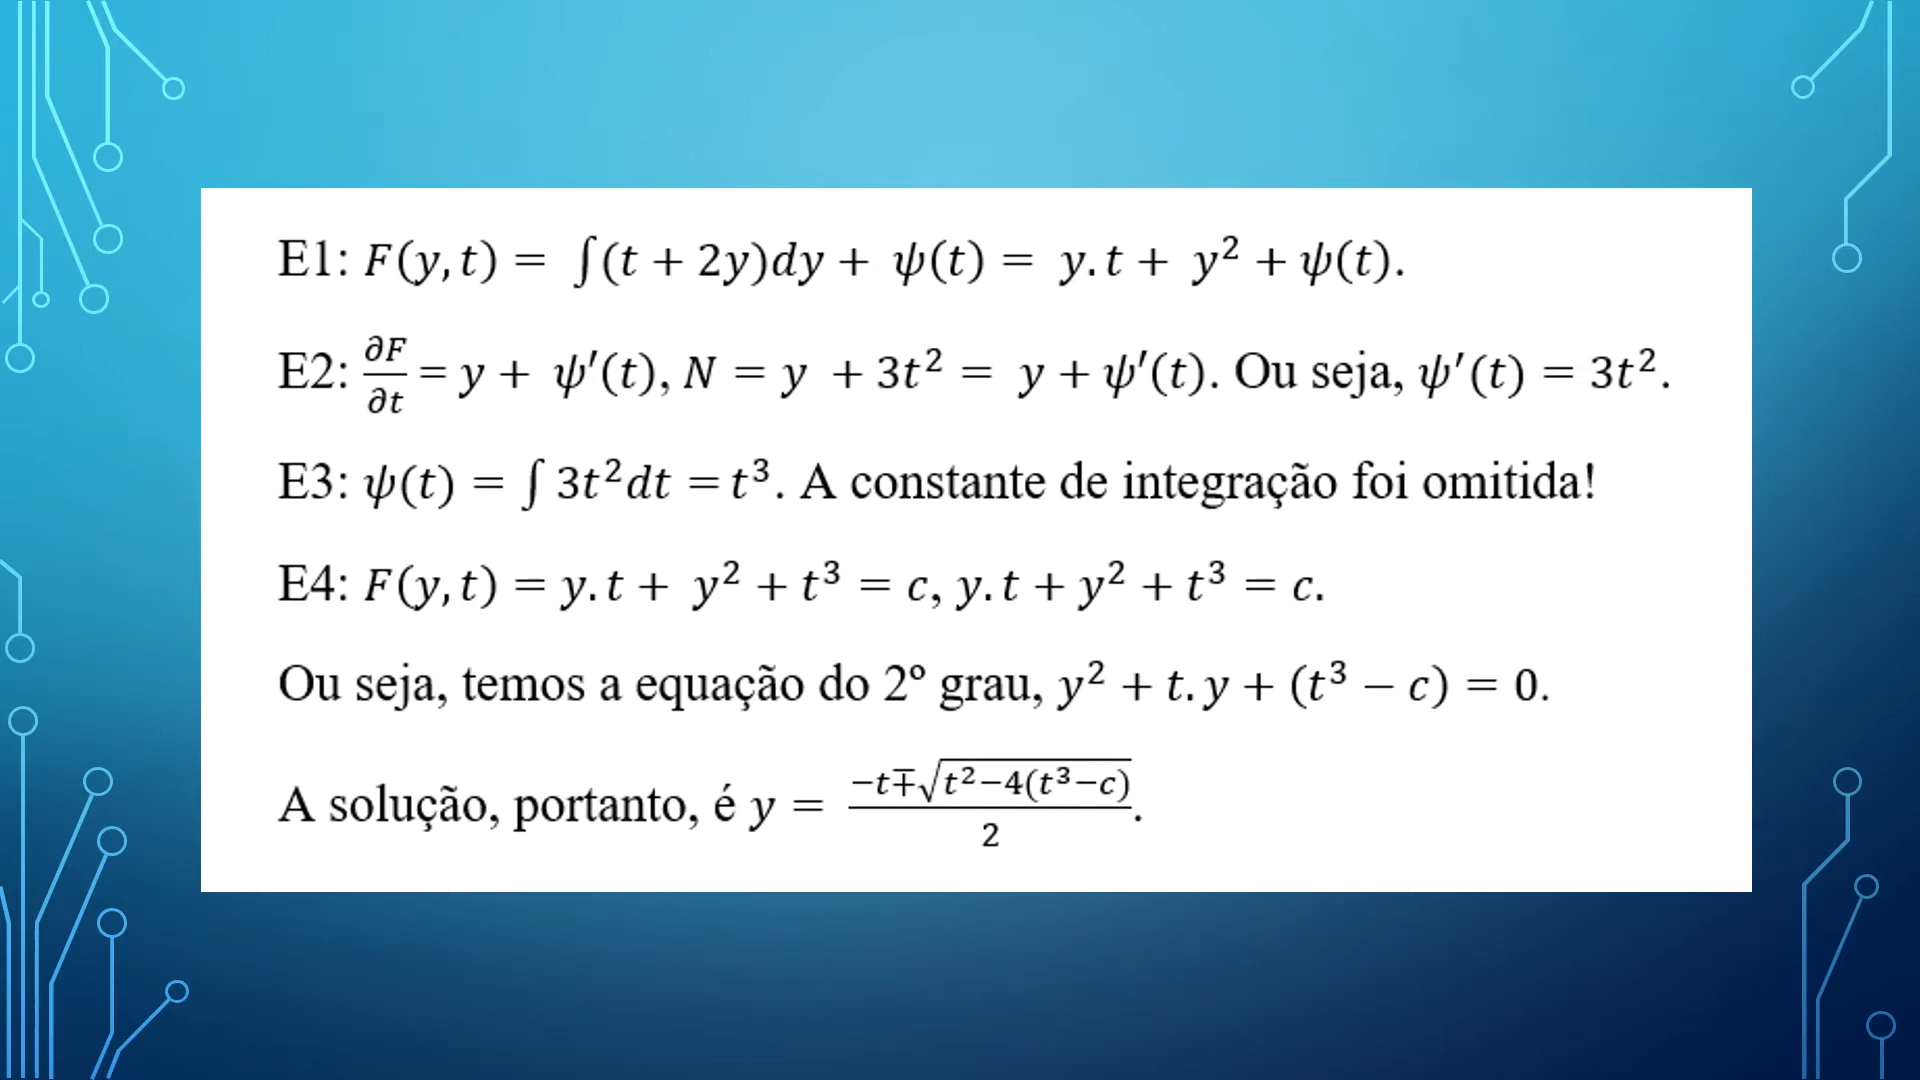 E1: F(y, t) = ∫(t + 2y)dy + ψ(t) = y.t + y² + ψ(t).
E2: ∂F/∂t = y + ψ′(t), N = y + 3t² = y + ψ′(t). Ou seja, ψ′(t) = 3t².
E3: ψ(t) = ∫ 3t²dt = t³. A constante de integração foi omitida!
E4: F(y, t) = y.t + y² + t³ = c, y.t + y² + t³ = c.
Ou seja, temos a equação do 2º grau, y² + t.y + (t³ − c) = 0.
A solução, portanto, é y = (−t∓√(t²−4(t³−c)))/2.